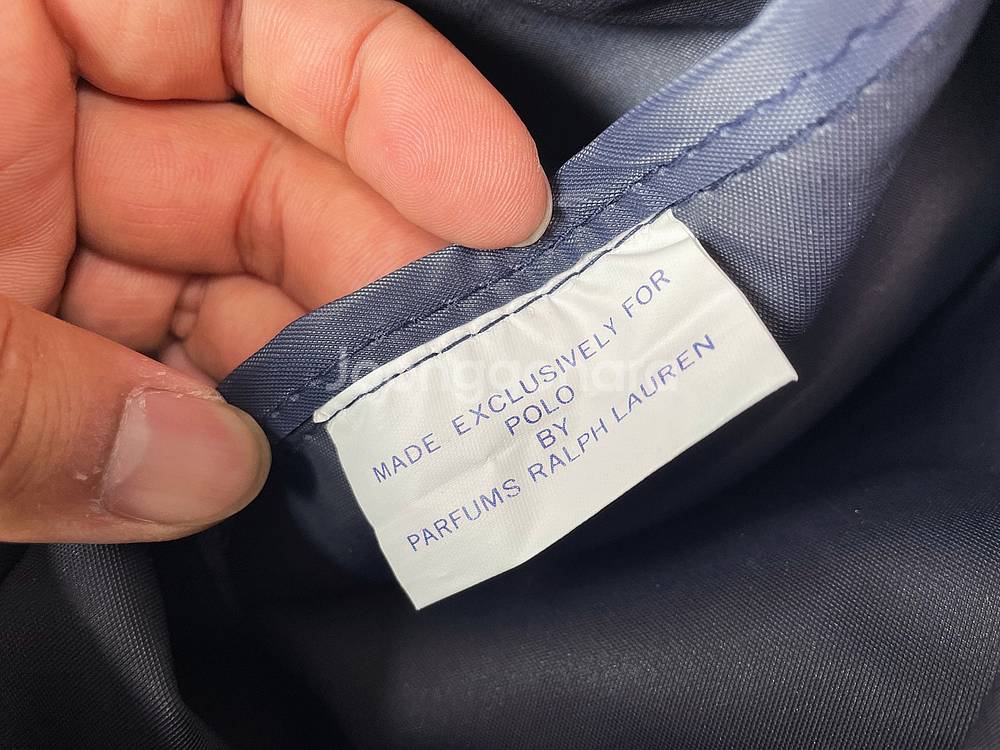 MADE EXCLUSIVELY FOR
POLO
BY
PARFUMS RALPH LAUREN